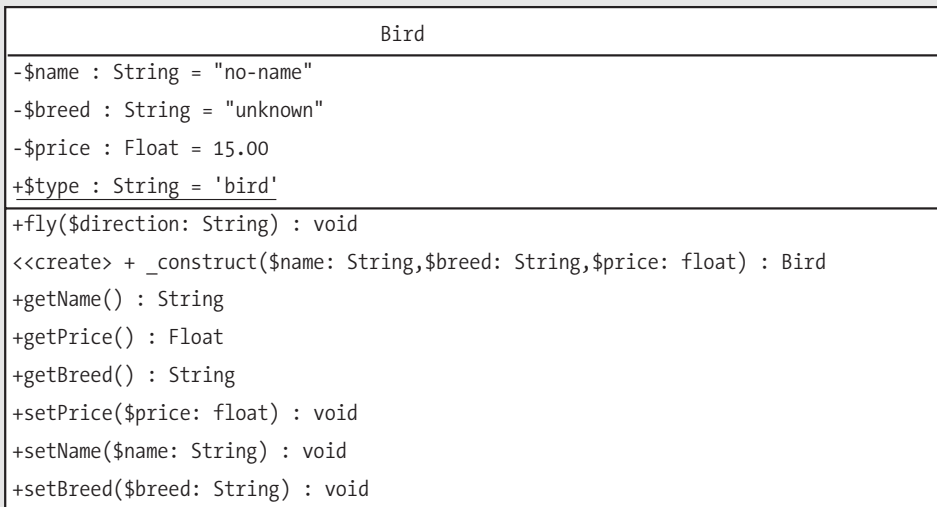 Bird
-$name : String = "no-name"
-$breed : String = "unknown"
-$price : Float = 15.00
+$type : String = 'bird'
+fly($direction: String) : void
<<create> + _construct($name: String,$breed: String,$price: float) : Bird
+getName() : String
+getPrice() : Float
+getBreed() : String
+setPrice($price: float) : void
+setName($name: String) : void
+setBreed($breed: String) : void